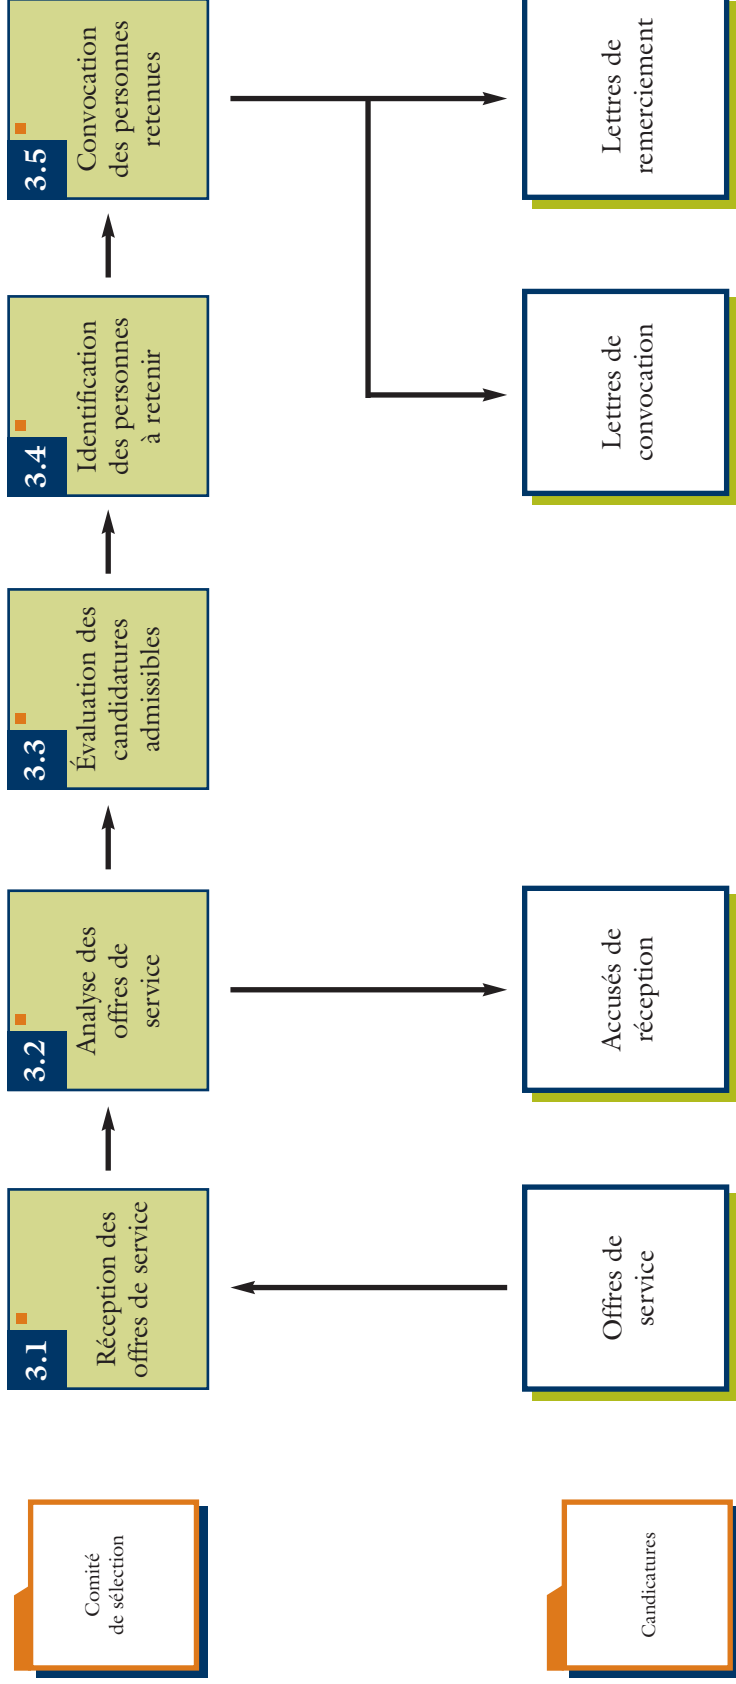 Comité
de sélection
3.1
Réception des
offres de service
3.2
Analyse des
offres de
service
3.3
Évaluation des
candidatures
admissibles
3.4
Identification
des personnes
à retenir
3.5
Convocation
des personnes
retenues
Candicatures
Offres de
service
Accusés de
réception
Lettres de
convocation
Lettres de
remerciement